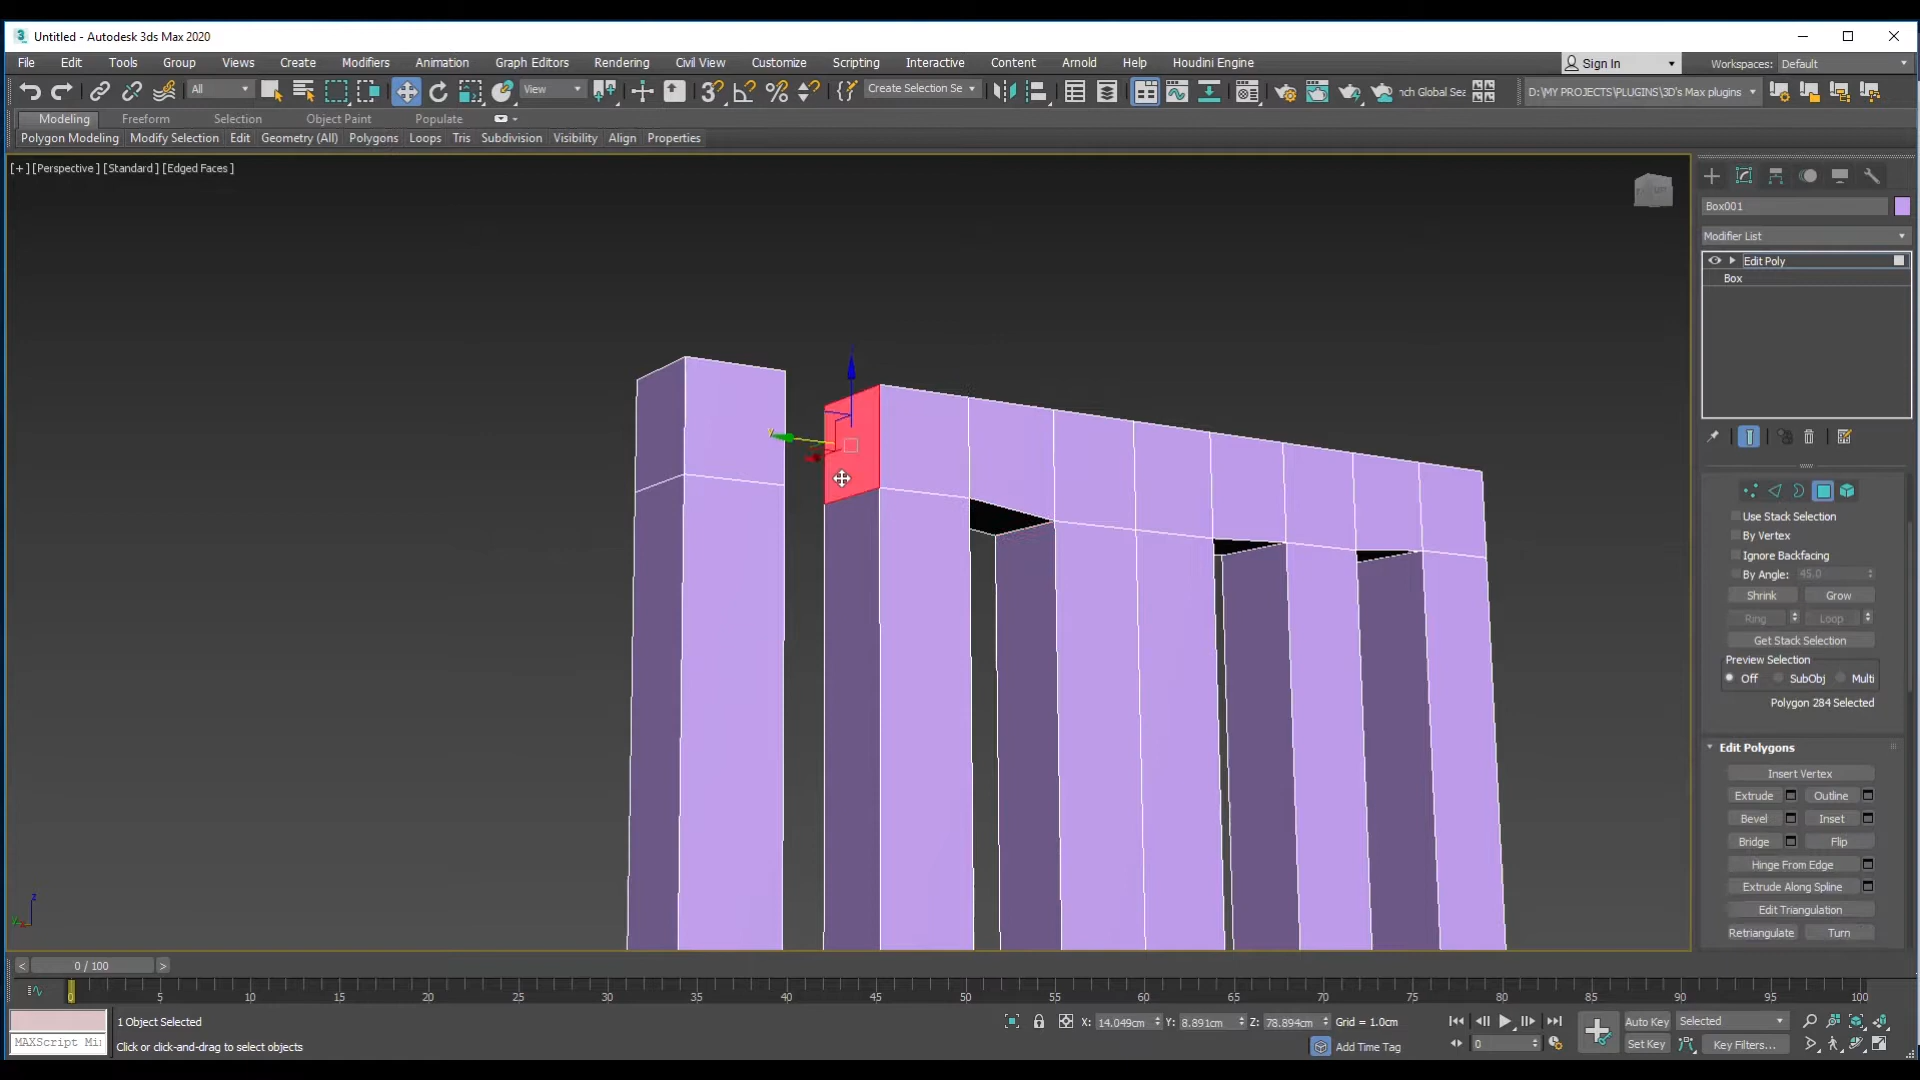 Untitled - Autodesk 3ds Max 2020
File Edit Tools Group Views Create Modifiers Animation Graph Editors Rendering Civil View Customize Scripting Interactive Content Arnold Help Houdini Engine Sign In Workspaces: Default
All View Create Selection Se rch Global Sea D:\MY PROJECTS\PLUGINS\3D's Max plugins
Modeling Freeform Selection Object Paint Populate
Polygon Modeling Modify Selection Edit Geometry (All) Polygons Loops Tris Subdivision Visibility Align Properties
[+] [Perspective] [Standard] [Edged Faces]
Box001
Modifier List
Edit Poly
Box
Use Stack Selection
By Vertex
Ignore Backfacing
By Angle: 45.0
Shrink Grow
Ring Loop
Get Stack Selection
Preview Selection
Off SubObj Multi
Polygon 284 Selected
Edit Polygons
Insert Vertex
Extrude Outline
Bevel Inset
Bridge Flip
Hinge From Edge
Extrude Along Spline
Edit Triangulation
Retriangulate Turn
< 0 / 100 >
0 5 10 15 20 25 30 35 40 45 50 55 60 65 70 75 80 85 90 95 100
1 Object Selected X: 14.049cm Y: 8.891cm Z: 78.894cm Grid = 1.0cm Auto Key Selected
MAXScript Mi Click or click-and-drag to select objects Add Time Tag 0 Set Key Key Filters...